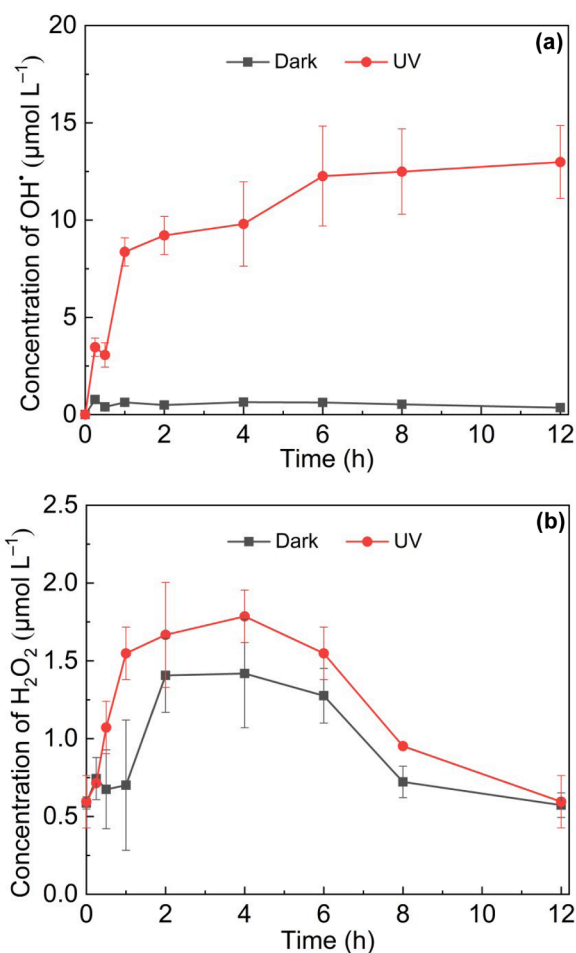 (a)
Dark UV
Concentration of OH• (μmol L⁻¹)
20
15
10
5
0
0 2 4 6 8 10 12
Time (h)
(b)
Dark UV
Concentration of H₂O₂ (μmol L⁻¹)
2.5
2.0
1.5
1.0
0.5
0.0
0 2 4 6 8 10 12
Time (h)